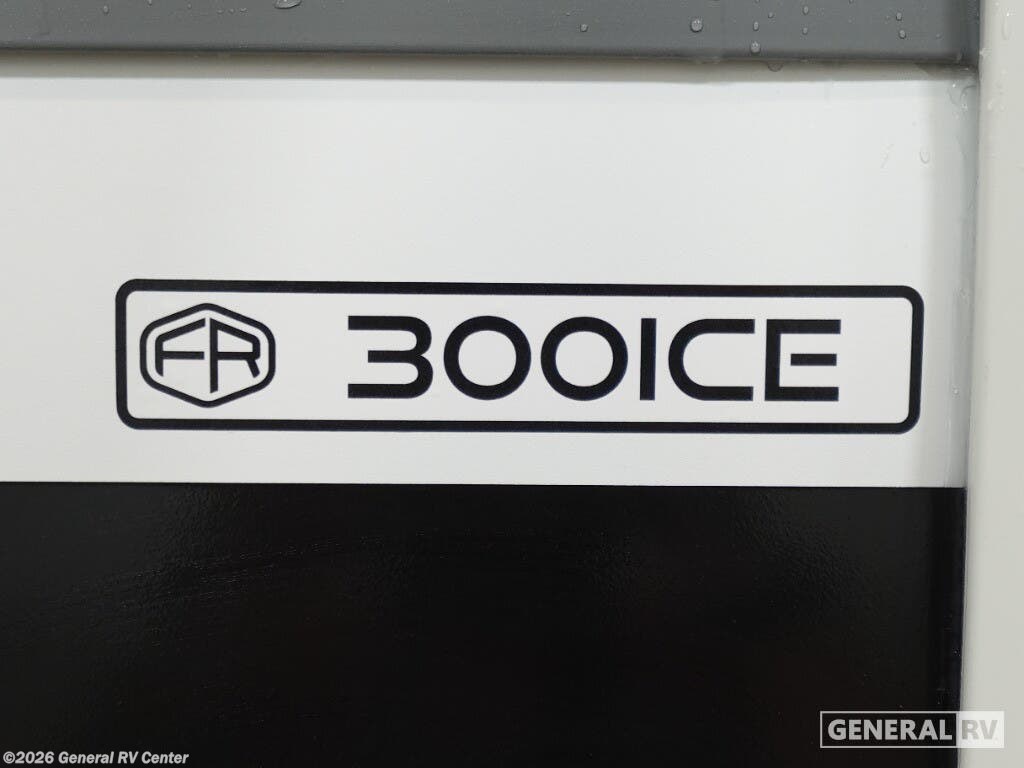 FR 300ICE
GENERAL RV
©2026 General RV Center